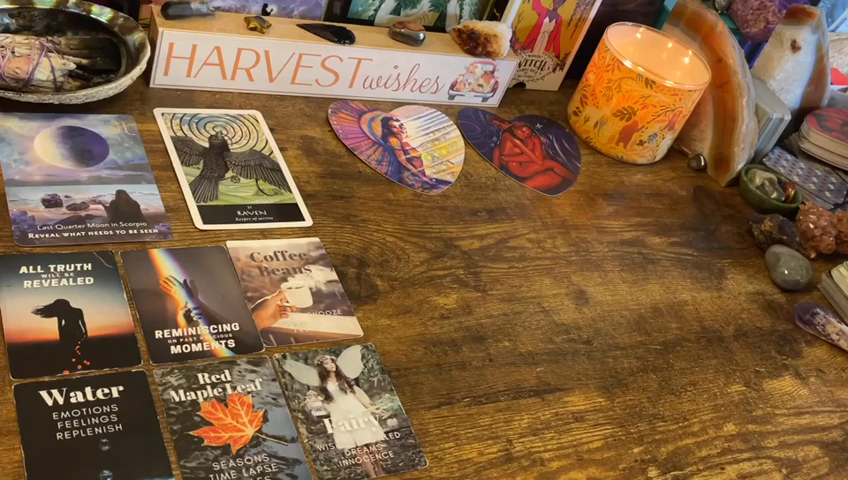 HARVEST wishes
WITCH
Last Quarter Moon in Scorpio
REVEAL WHAT NEEDS TO BE SEEN
RAVEN
Keeper of secrets
ALL TRUTH
WILL BE
REVEALED
REMINISCING
ON PAST PRECIOUS
MOMENTS
Coffee
Beans
Water
EMOTIONS
FEELINGS
REPLENISH
Red
Maple Leaf
SEASONS
TIME LAPSE
Fairy
DREAMS
INNOCENCE